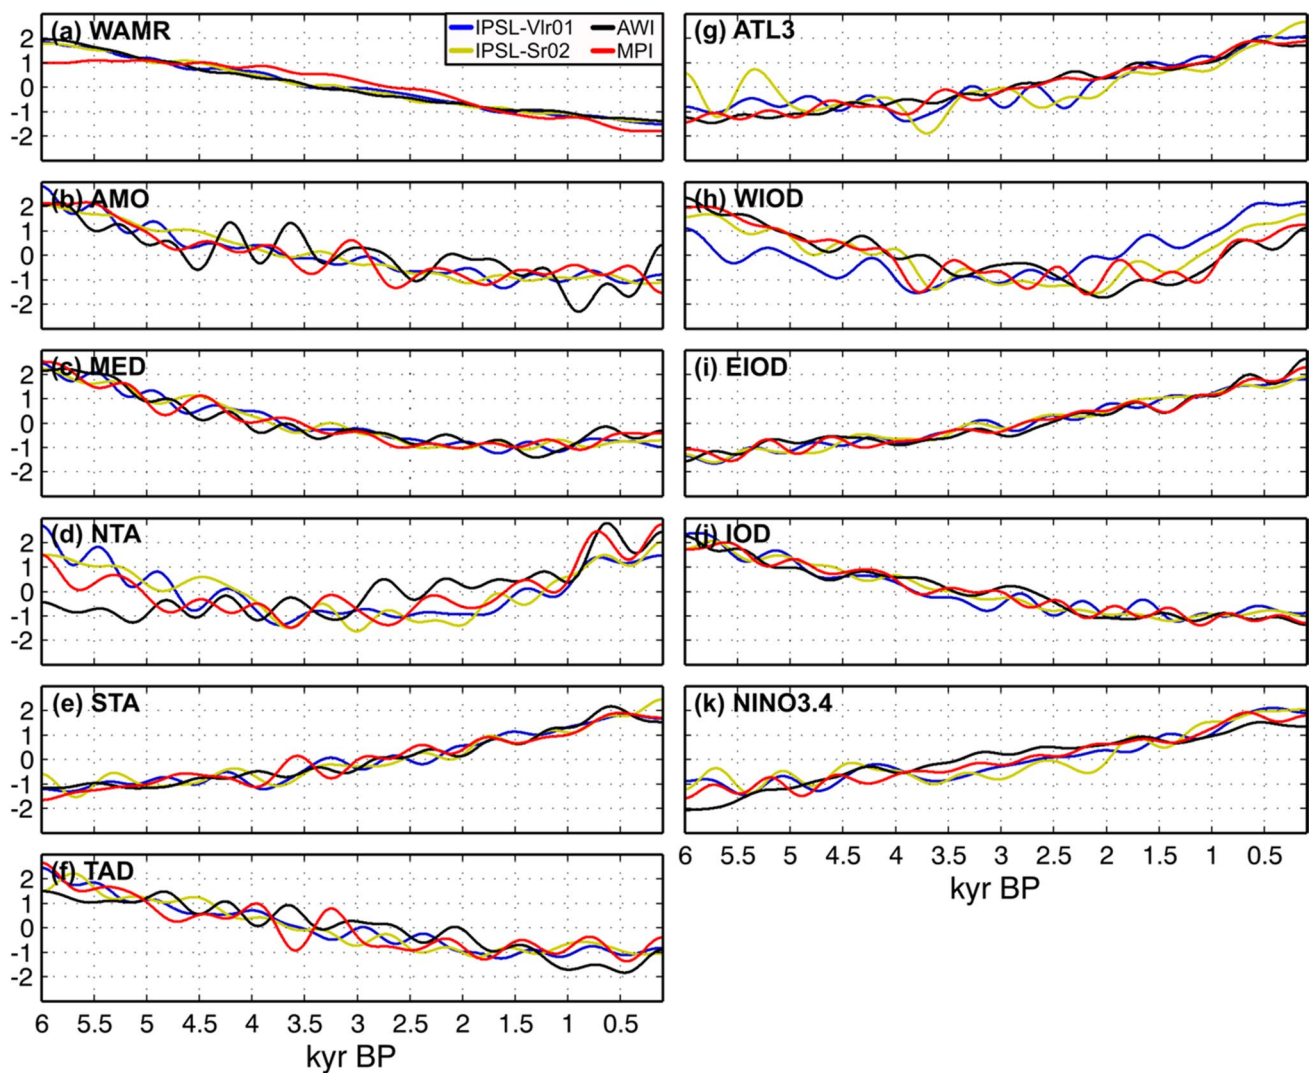 (a) WAMR
IPSL-Vlr01 AWI
IPSL-Sr02 MPI
2
1
0
-1
-2
(b) AMO
2
1
0
-1
-2
(c) MED
2
1
0
-1
-2
(d) NTA
2
1
0
-1
-2
(e) STA
2
1
0
-1
-2
(f) TAD
2
1
0
-1
-2
6 5.5 5 4.5 4 3.5 3 2.5 2 1.5 1 0.5
kyr BP
(g) ATL3
(h) WIOD
(i) EIOD
(j) IOD
(k) NINO3.4
6 5.5 5 4.5 4 3.5 3 2.5 2 1.5 1 0.5
kyr BP